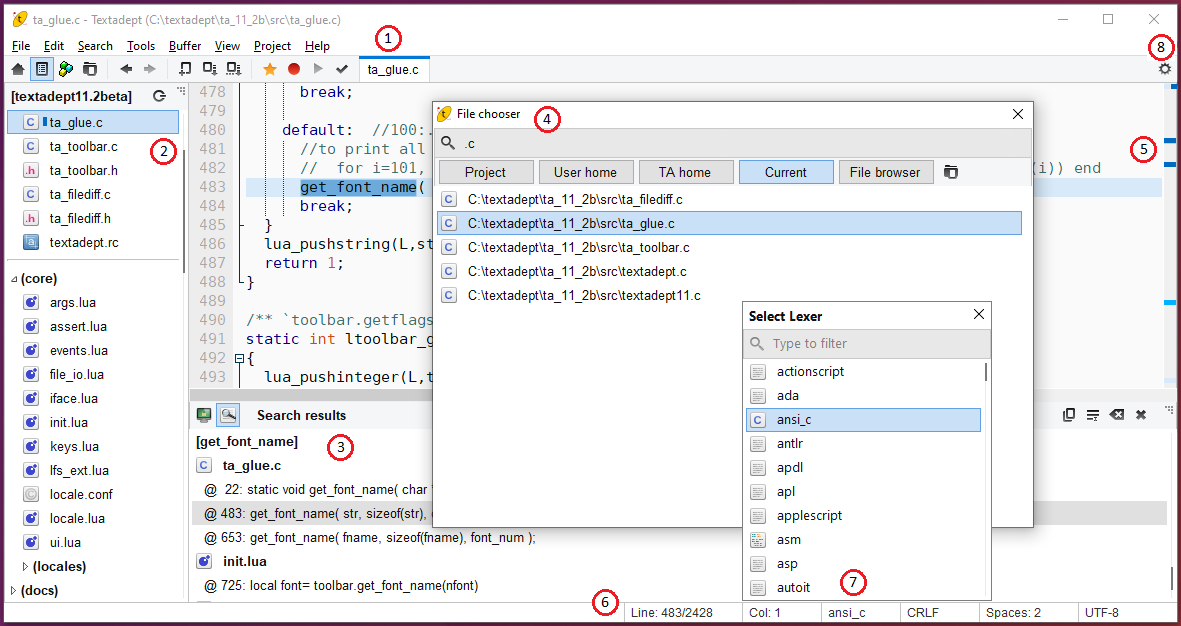 ta_glue.c - Textadept (C:\textadept\ta_11_2b\src\ta_glue.c)
File Edit Search Tools Buffer View Project Help
1
8
ta_glue.c
[textadept11.2beta]
ta_glue.c
ta_toolbar.c
2
ta_toolbar.h
ta_filediff.c
ta_filediff.h
textadept.rc
(core)
args.lua
assert.lua
events.lua
file_io.lua
iface.lua
init.lua
keys.lua
lfs_ext.lua
locale.conf
locale.lua
ui.lua
(locales)
(docs)
478 break;
479
480 default: //100:.
481 //to print all
482 // for i=101, (i)) end
483 get_font_name(
484 break;
485 }
486 lua_pushstring(L,st
487 return 1;
488 }
489
490 /** `toolbar.getflags
491 static int ltoolbar_g
492 {
493 lua_pushinteger(L,t
5
File chooser
4
.c
Project User home TA home Current File browser
C:\textadept\ta_11_2b\src\ta_filediff.c
C:\textadept\ta_11_2b\src\ta_glue.c
C:\textadept\ta_11_2b\src\ta_toolbar.c
C:\textadept\ta_11_2b\src\textadept.c
C:\textadept\ta_11_2b\src\textadept11.c
Select Lexer
Type to filter
actionscript
ada
ansi_c
antlr
apdl
apl
applescript
asm
asp
autoit
7
Search results
[get_font_name]
3
ta_glue.c
@ 22: static void get_font_name( char
@ 483: get_font_name( str, sizeof(str),
@ 653: get_font_name( fname, sizeof(fname), font_num );
init.lua
@ 725: local font= toolbar.get_font_name(nfont)
6
Line: 483/2428 Col: 1 ansi_c CRLF Spaces: 2 UTF-8